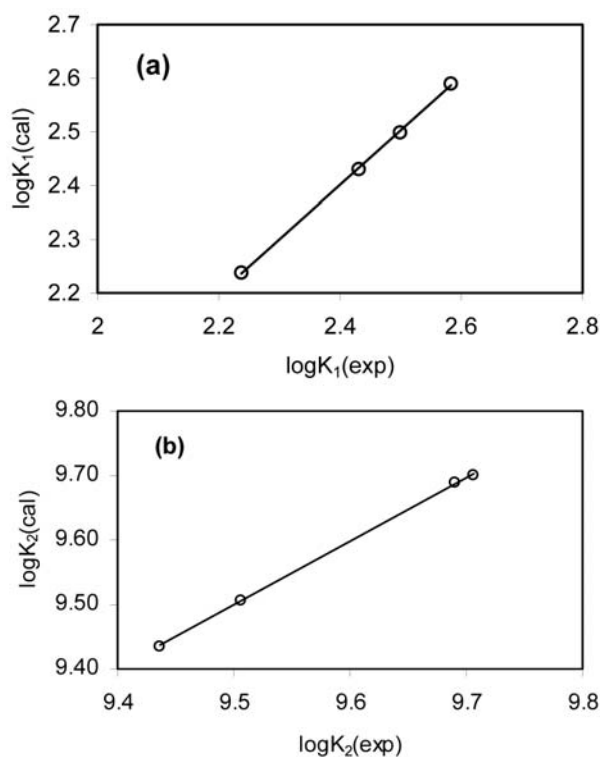 2.7
(a)
2.6
2.5
logK₁(cal)
2.4
2.3
2.2
2 2.2 2.4 2.6 2.8
logK₁(exp)
9.80
(b)
9.70
logK₂(cal)
9.60
9.50
9.40
9.4 9.5 9.6 9.7 9.8
logK₂(exp)